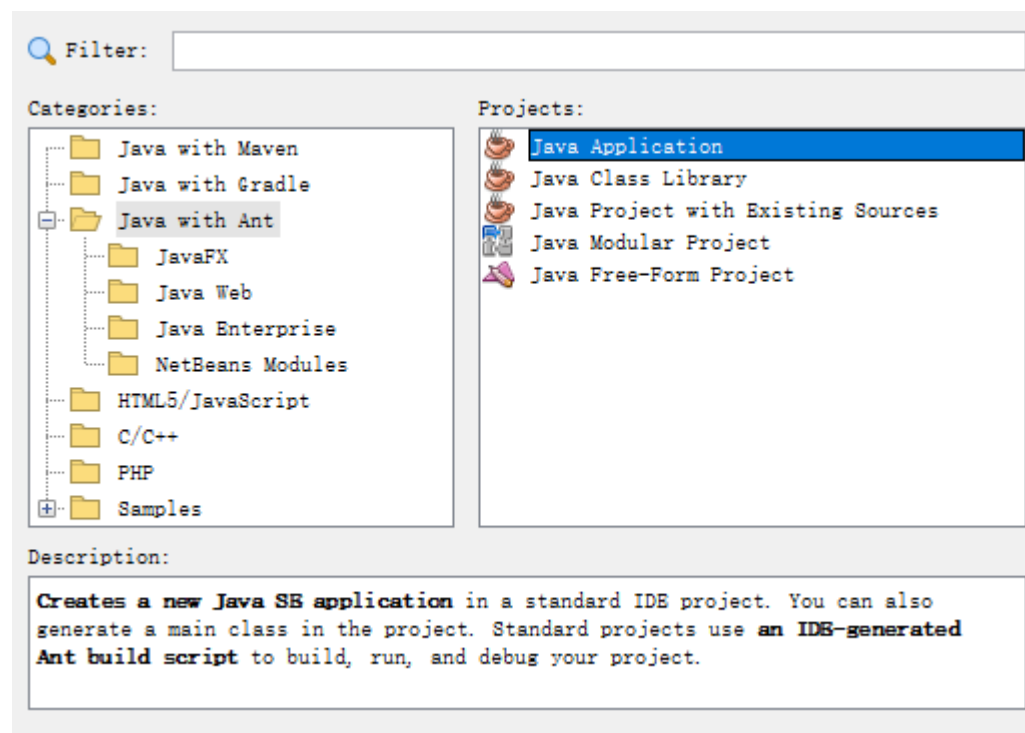 Filter:
Categories:
Projects:
Java with Maven
Java with Gradle
Java with Ant
JavaFX
Java Web
Java Enterprise
NetBeans Modules
HTML5/JavaScript
C/C++
PHP
Samples
Java Application
Java Class Library
Java Project with Existing Sources
Java Modular Project
Java Free-Form Project
Description:
Creates a new Java SE application in a standard IDE project. You can also
generate a main class in the project. Standard projects use an IDE-generated
Ant build script to build, run, and debug your project.